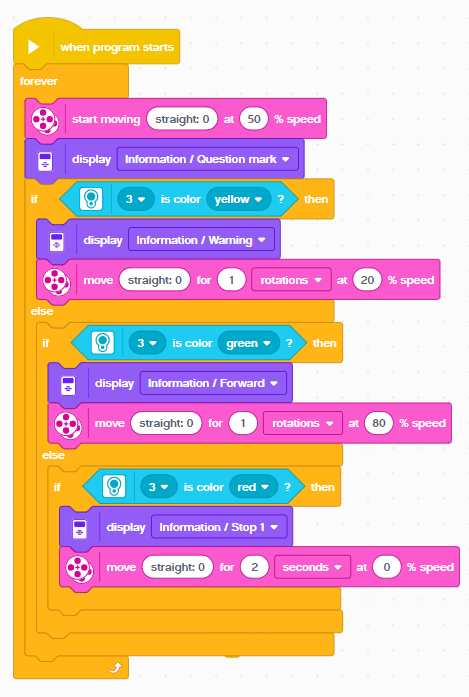 when program starts
forever
start moving straight: 0 at 50 % speed
display Information / Question mark
if 3 is color yellow ? then
display Information / Warning
move straight: 0 for 1 rotations at 20 % speed
else
if 3 is color green ? then
display Information / Forward
move straight: 0 for 1 rotations at 80 % speed
else
if 3 is color red ? then
display Information / Stop 1
move straight: 0 for 2 seconds at 0 % speed